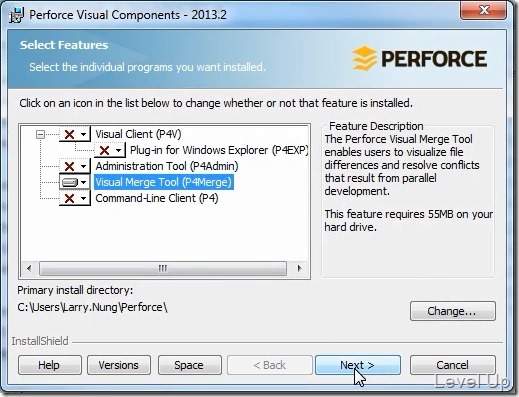 Perforce Visual Components - 2013.2
Select Features
Select the individual programs you want installed.
PERFORCE
Click on an icon in the list below to change whether or not that feature is installed.
Visual Client (P4V)
Plug-in for Windows Explorer (P4EXP)
Administration Tool (P4Admin)
Visual Merge Tool (P4Merge)
Command-Line Client (P4)
Feature Description
The Perforce Visual Merge Tool
enables users to visualize file
differences and resolve conflicts
that result from parallel
development.
This feature requires 55MB on your
hard drive.
Primary install directory:
C:\Users\Larry.Nung\Perforce\
Change...
InstallShield
Help
Versions
Space
< Back
Next >
Cancel
Level Up